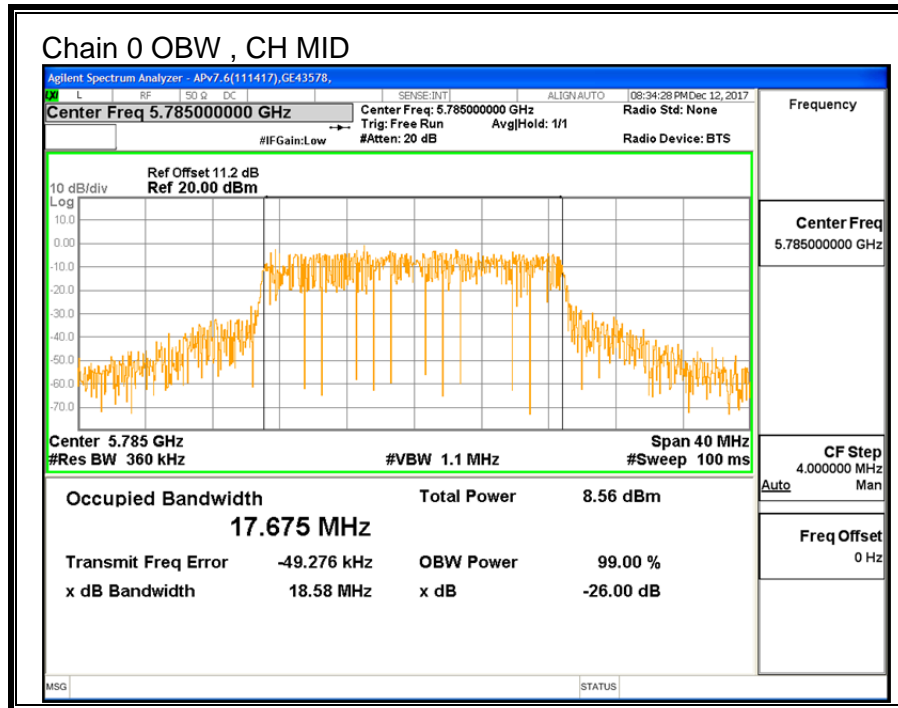 Chain 0 OBW , CH MID
Agilent Spectrum Analyzer - APv7.6(111417),GE43578,
LXI L RF 50 Ω DC SENSE:INT ALIGN AUTO 08:34:28 PM Dec 12, 2017
Center Freq 5.785000000 GHz
Center Freq: 5.785000000 GHz
Radio Std: None
Trig: Free Run Avg|Hold: 1/1
#IFGain:Low #Atten: 20 dB Radio Device: BTS
Ref Offset 11.2 dB
10 dB/div Ref 20.00 dBm
Log
10.0
0.00
-10.0
-20.0
-30.0
-40.0
-50.0
-60.0
-70.0
Center 5.785 GHz Span 40 MHz
#Res BW 360 kHz #VBW 1.1 MHz #Sweep 100 ms
Occupied Bandwidth Total Power 8.56 dBm
17.675 MHz
Transmit Freq Error -49.276 kHz OBW Power 99.00 %
x dB Bandwidth 18.58 MHz x dB -26.00 dB
MSG STATUS
Frequency
Center Freq
5.785000000 GHz
CF Step
4.000000 MHz
Auto Man
Freq Offset
0 Hz